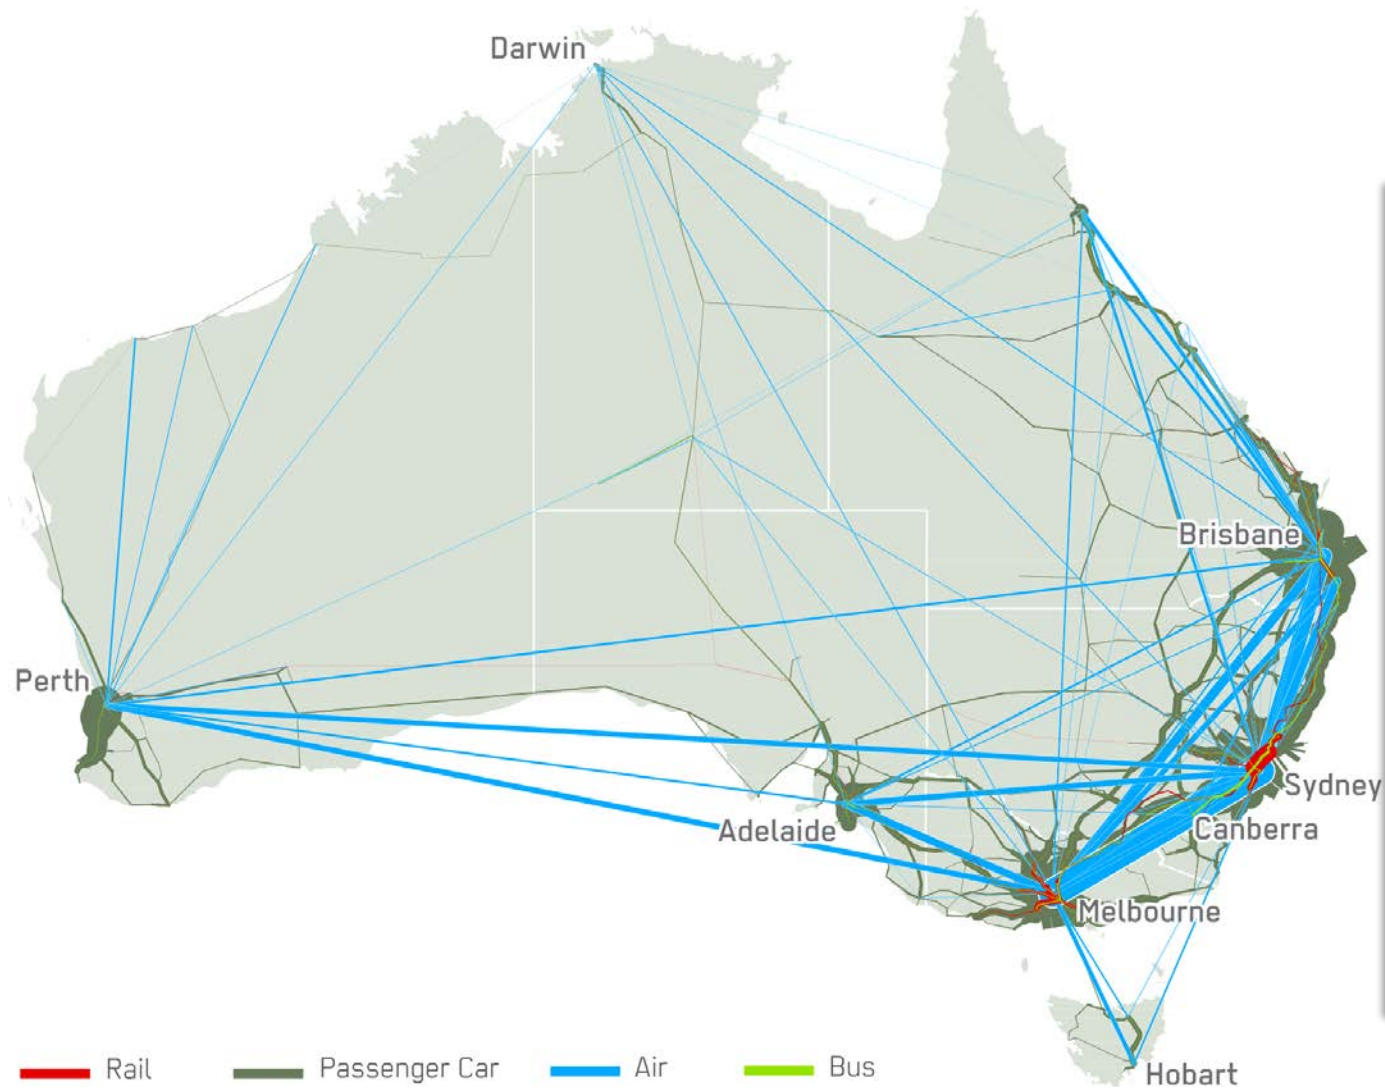 Darwin
Brisbane
Perth
Sydney
Adelaide
Canberra
Melbourne
Hobart
Rail
Passenger Car
Air
Bus